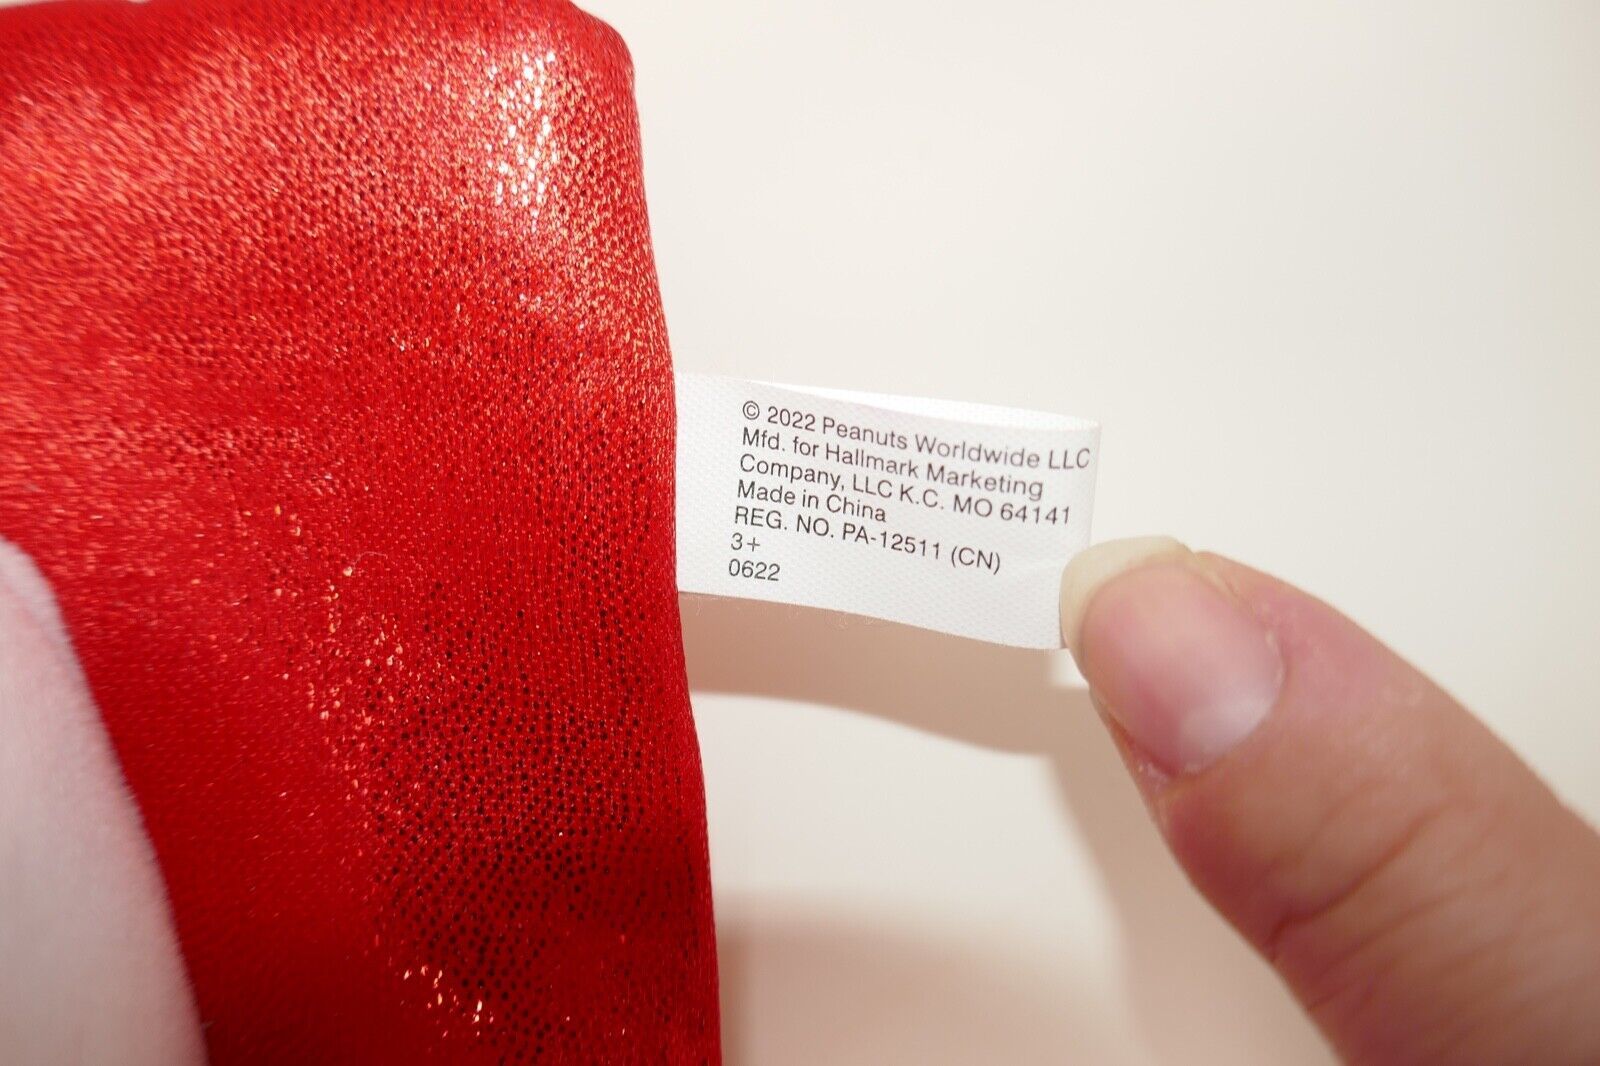 © 2022 Peanuts Worldwide LLC
Mfd. for Hallmark Marketing
Company, LLC K.C. MO 64141
Made in China
REG. NO. PA-12511 (CN)
3+
0622